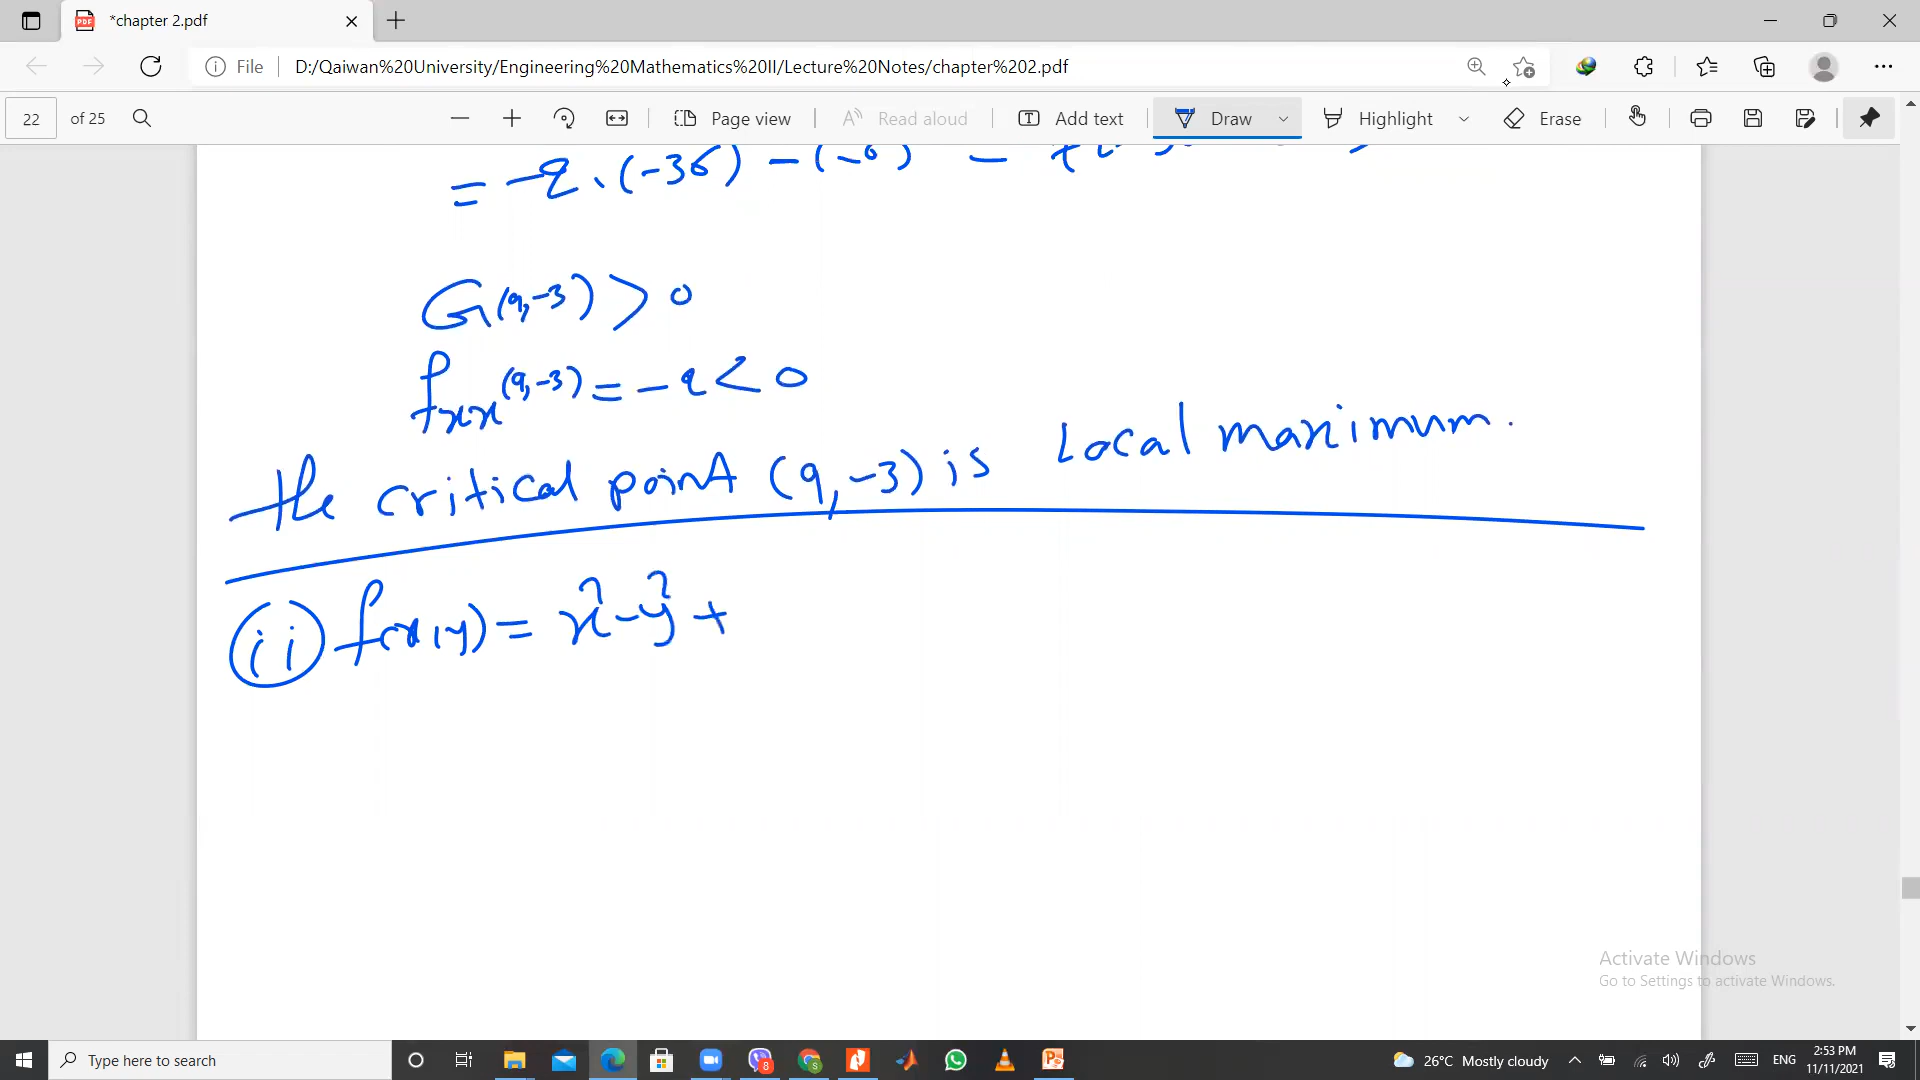 *chapter 2.pdf
File D:/Qaiwan%20University/Engineering%20Mathematics%20II/Lecture%20Notes/chapter%202.pdf
22 of 25 Page view Read aloud Add text Draw Highlight Erase
= -2.(-36) -
G(9,-3) > 0
fxx(9,-3) = -2 < 0
the critical point (9,-3) is Local maximum.
(ii) f(x,y) = x² - y² +
Activate Windows
Go to Settings to activate Windows.
Type here to search
8
26°C Mostly cloudy ENG 2:53 PM
11/11/2021